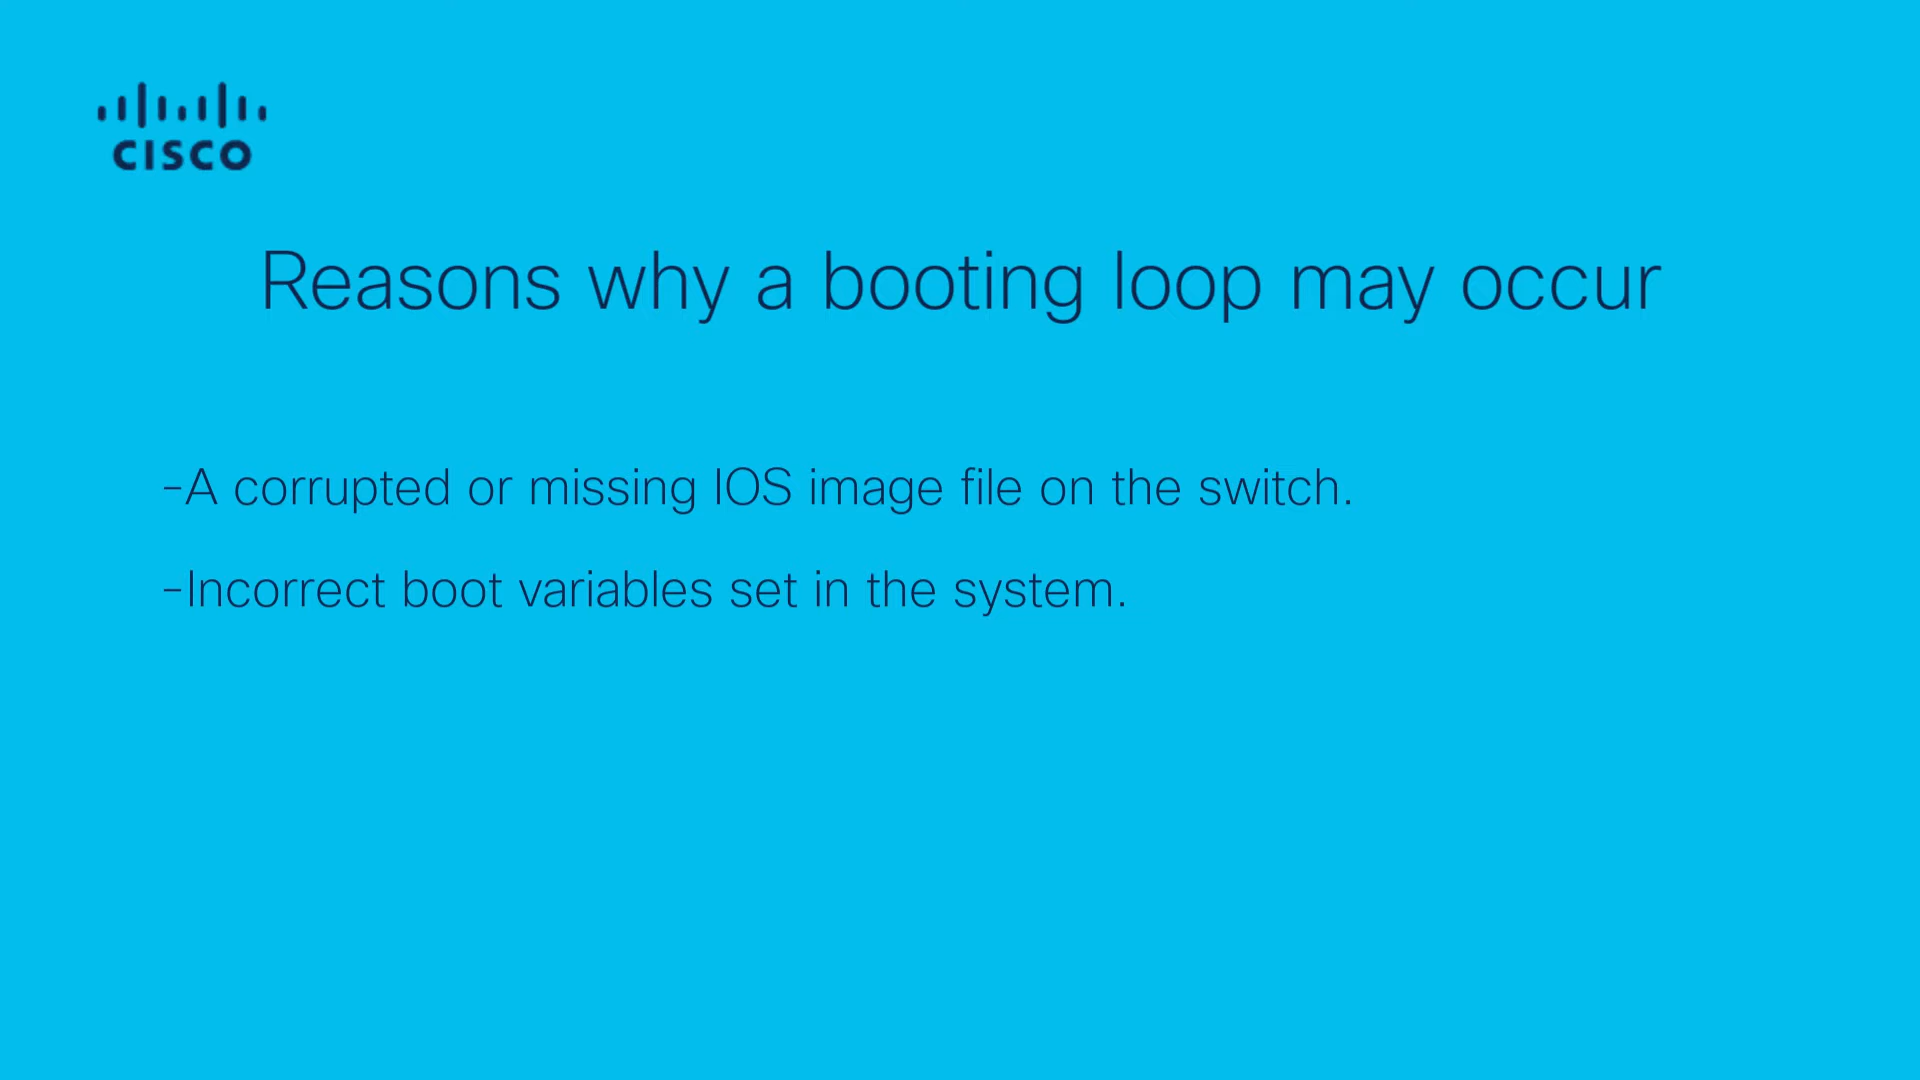 CISCO
Reasons why a booting loop may occur
-A corrupted or missing IOS image file on the switch.
-Incorrect boot variables set in the system.